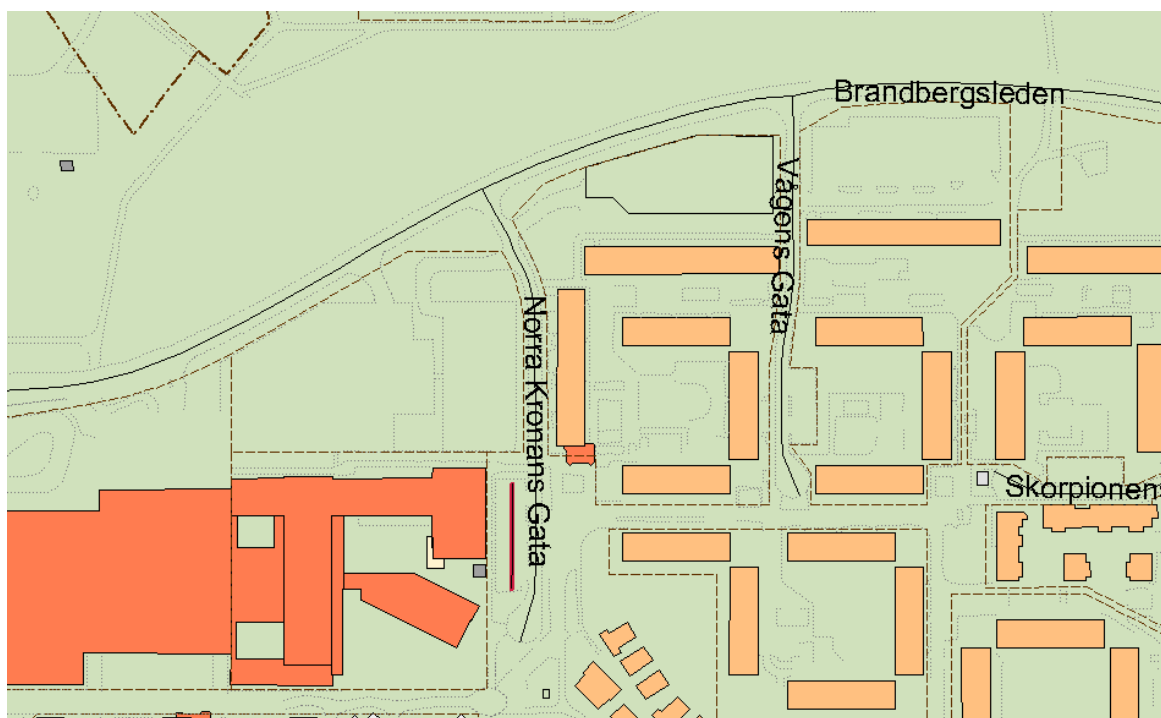 Brandbergsleden
Vågens Gata
Norra Kronans Gata
Skorpionens